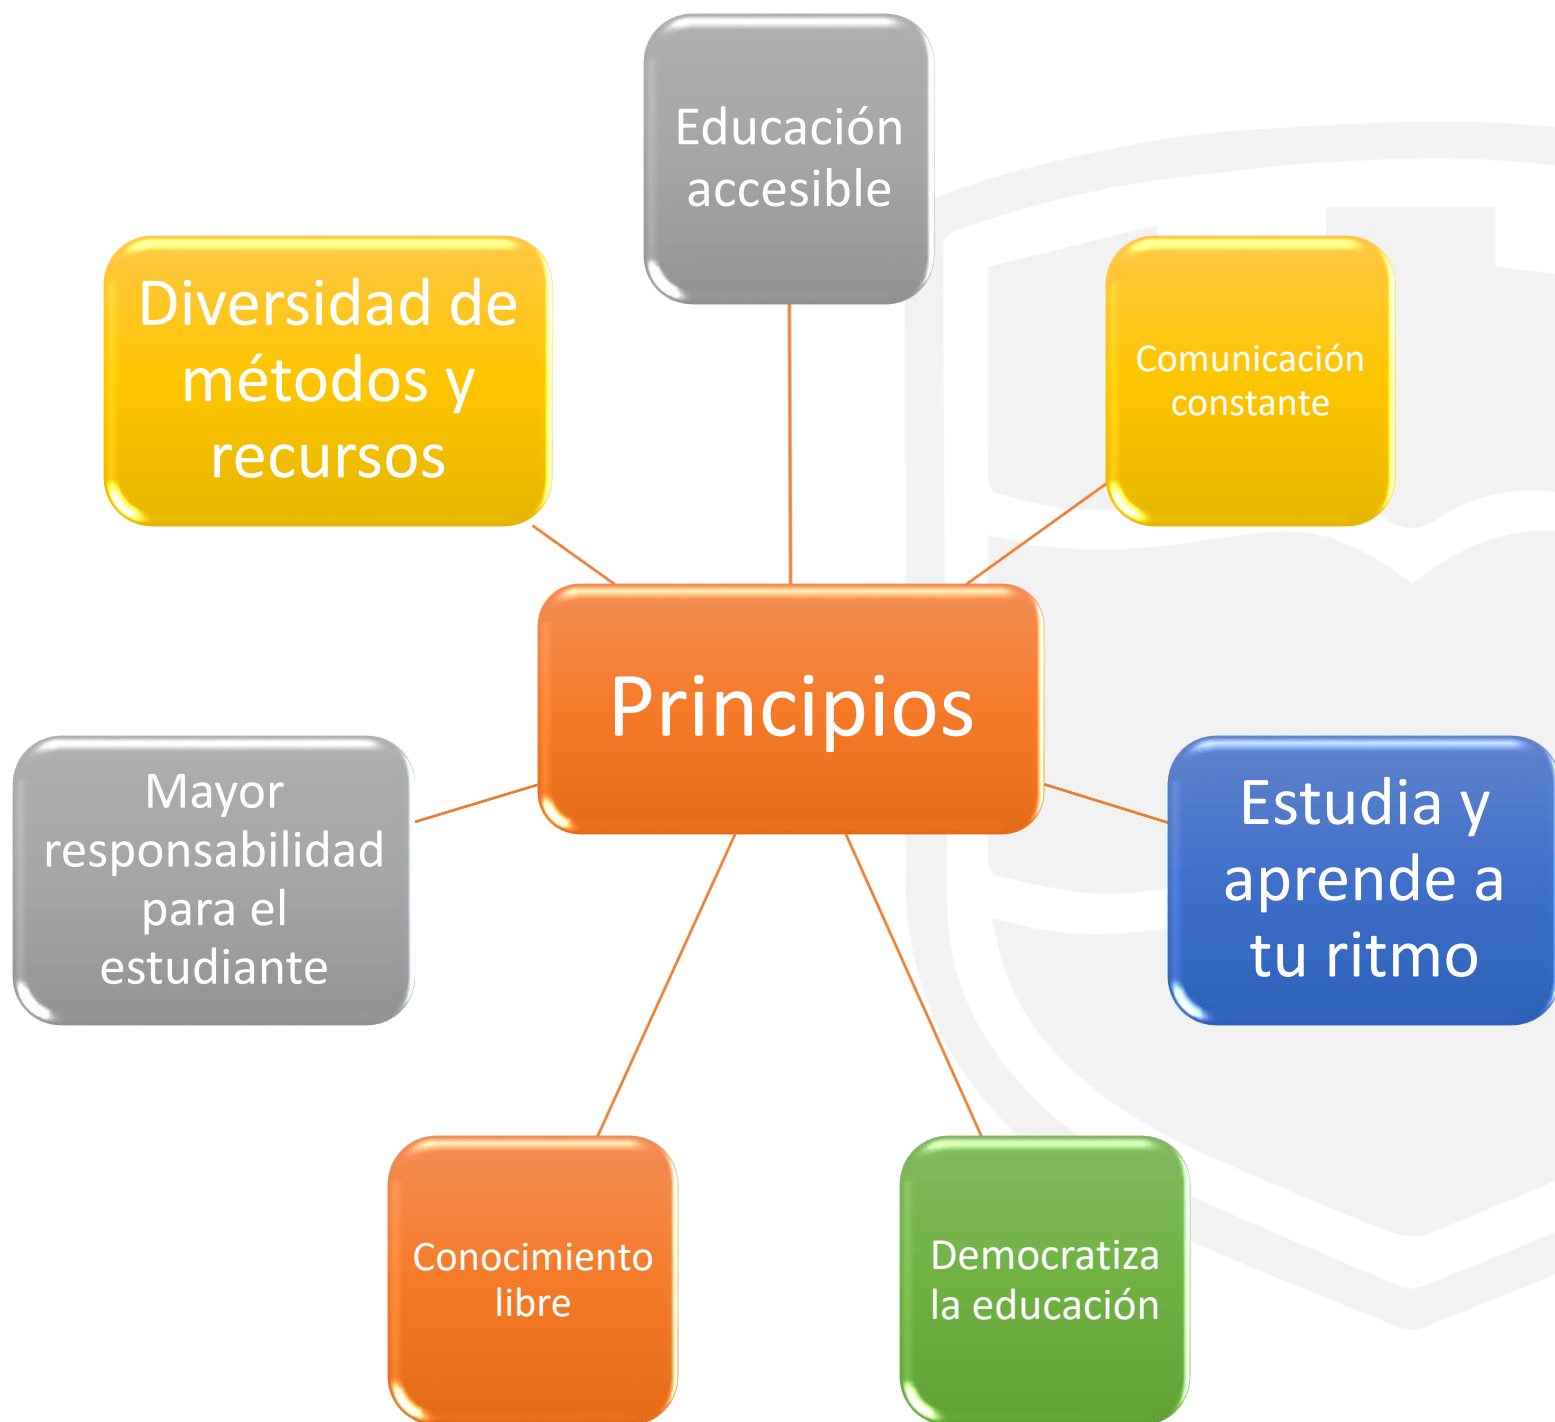 Educación
accesible
Diversidad de
métodos y
recursos
Comunicación
constante
Principios
Mayor
responsabilidad
para el
estudiante
Estudia y
aprende a
tu ritmo
Conocimiento
libre
Democratiza
la educación